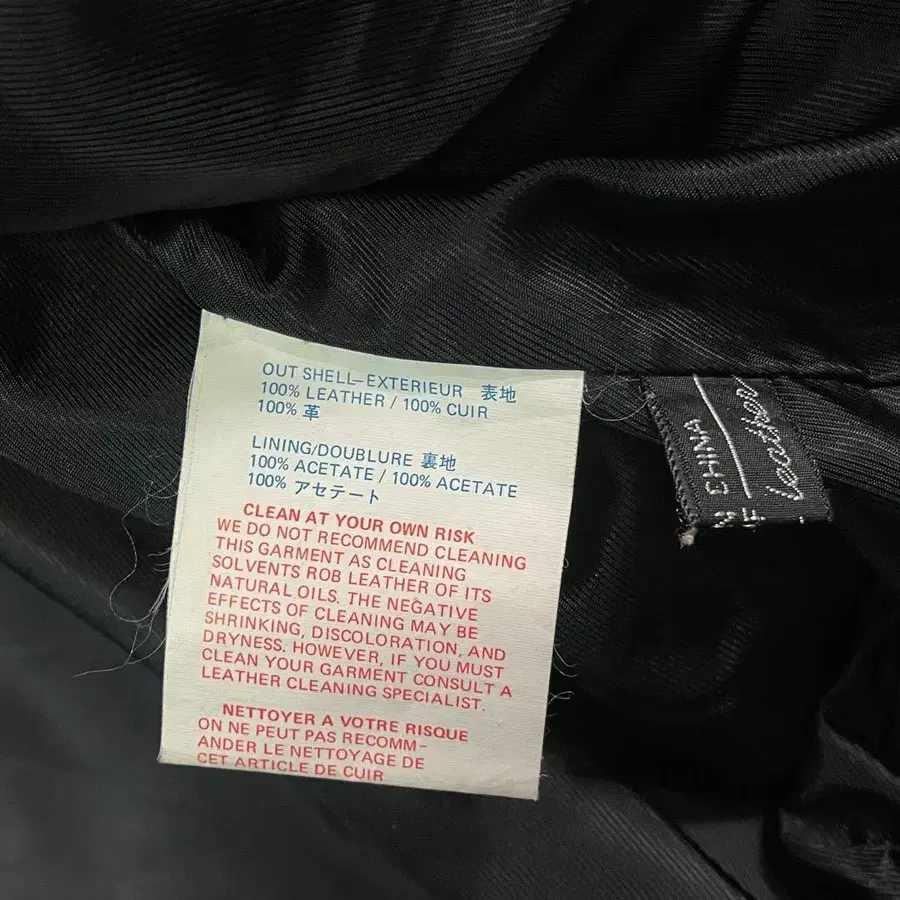 OUT SHELL–EXTERIEUR 表地
100% LEATHER / 100% CUIR
100% 革
LINING/DOUBLURE 裏地
100% ACETATE / 100% ACETATE
100% アセテート
CLEAN AT YOUR OWN RISK
WE DO NOT RECOMMEND CLEANING
THIS GARMENT AS CLEANING
SOLVENTS ROB LEATHER OF ITS
NATURAL OILS. THE NEGATIVE
EFFECTS OF CLEANING MAY BE
SHRINKING, DISCOLORATION, AND
DRYNESS. HOWEVER, IF YOU MUST
CLEAN YOUR GARMENT CONSULT A
LEATHER CLEANING SPECIALIST.
NETTOYER A VOTRE RISQUE
ON NE PEUT PAS RECOMM–
ANDER LE NETTOYAGE DE
CET ARTICLE DE CUIR
CHINA
Leather